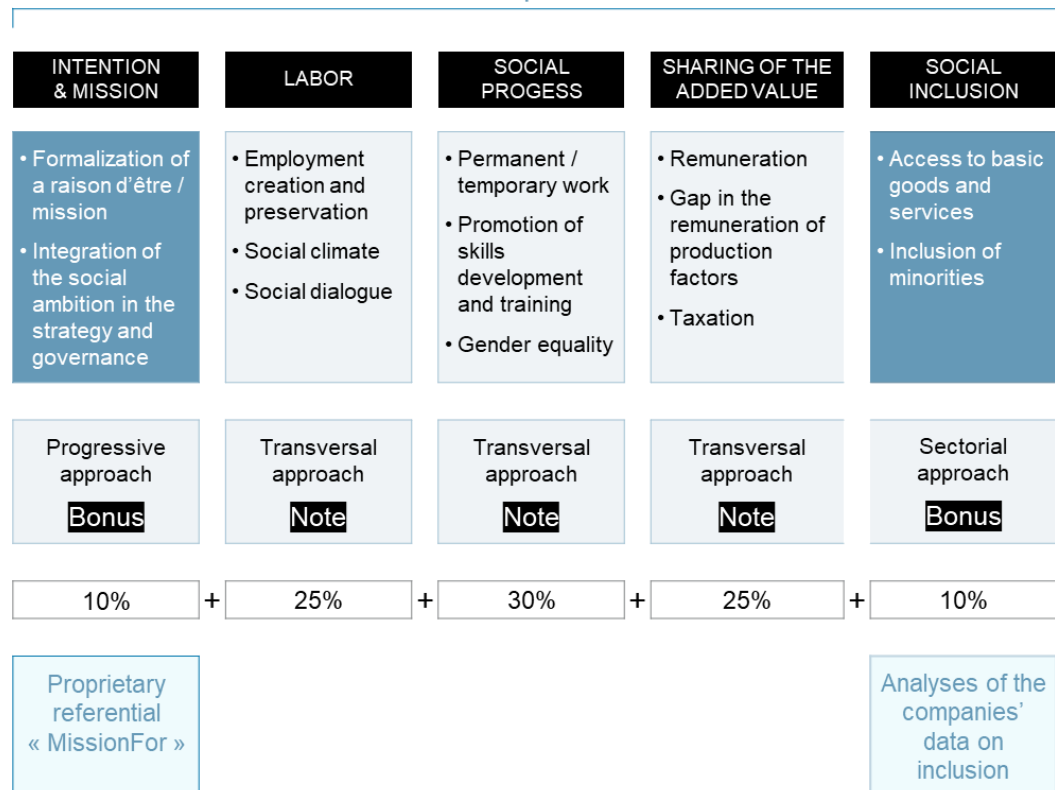 INTENTION
& MISSION
LABOR
SOCIAL
PROGESS
SHARING OF THE
ADDED VALUE
SOCIAL
INCLUSION
• Formalization of
a raison d'être /
mission
• Integration of
the social
ambition in the
strategy and
governance
• Employment
creation and
preservation
• Social climate
• Social dialogue
• Permanent /
temporary work
• Promotion of
skills
development
and training
• Gender equality
• Remuneration
• Gap in the
remuneration of
production
factors
• Taxation
• Access to basic
goods and
services
• Inclusion of
minorities
Progressive
approach
Bonus
Transversal
approach
Note
Transversal
approach
Note
Transversal
approach
Note
Sectorial
approach
Bonus
10% + 25% + 30% + 25% + 10%
Proprietary
referential
« MissionFor »
Analyses of the
companies'
data on
inclusion